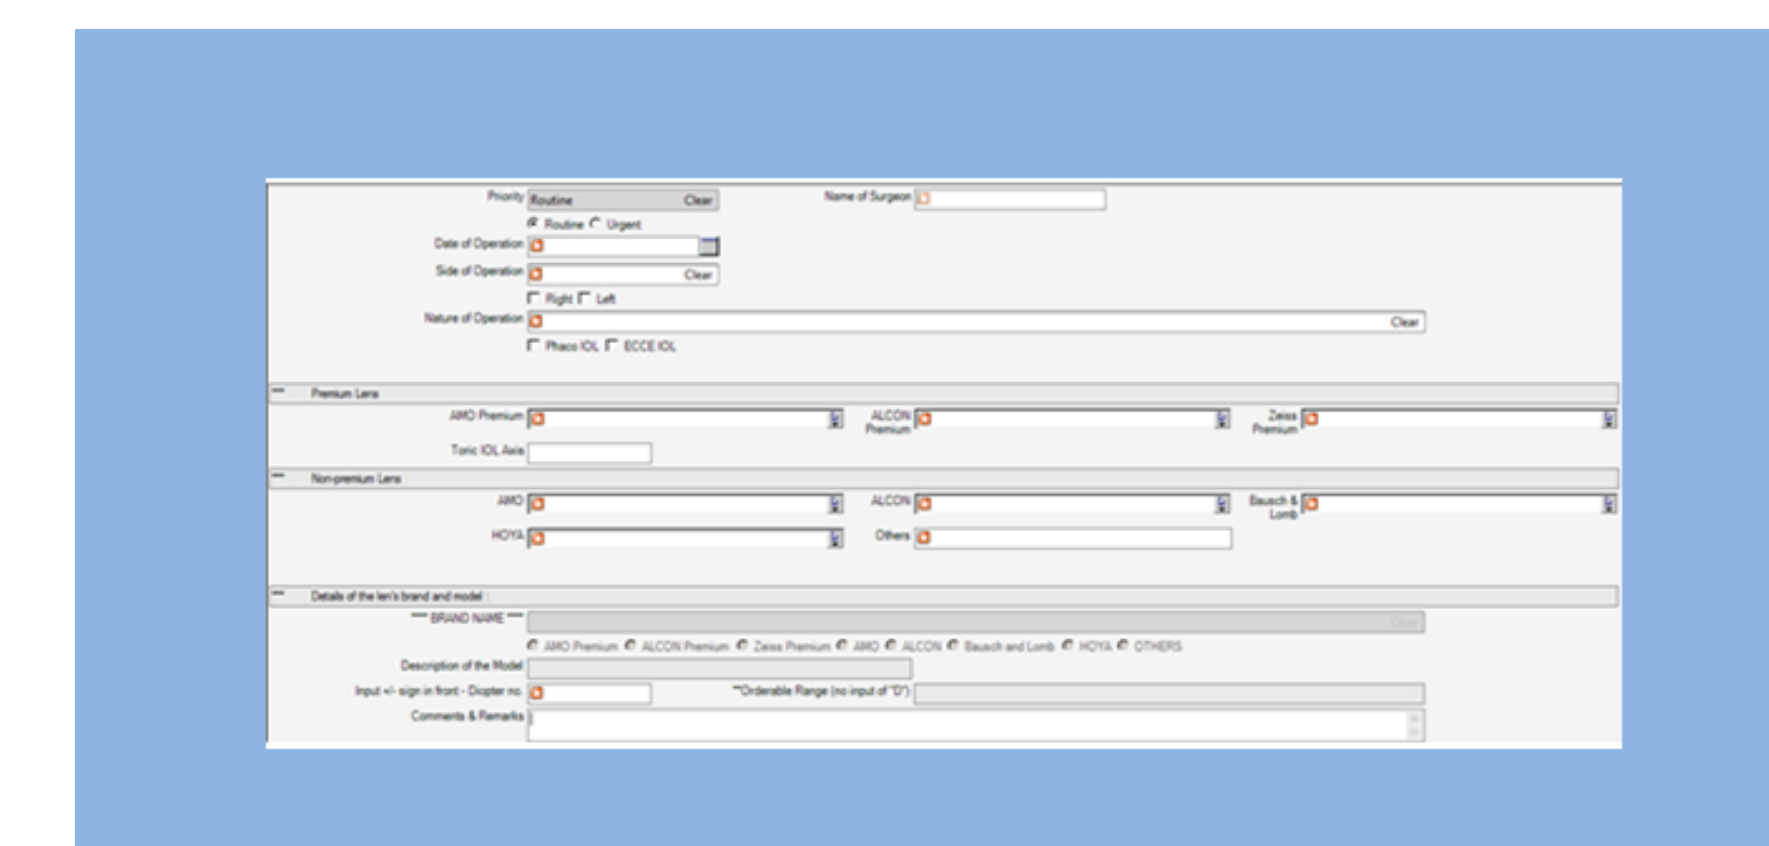 Priority Routine Clear Name of Surgeon
Routine Urgent
Date of Operation
Side of Operation Clear
Right Left
Nature of Operation Clear
Phaco IOL ECCE IOL
Premium Lens
AMO Premium ALCON Premium Zeiss Premium
Toric IOL Axis
Non-premium Lens
AMO ALCON Bausch & Lomb
HOYA Others
Details of the len's brand and model :
*** BRAND NAME *** Clear
AMO Premium ALCON Premium Zeiss Premium AMO ALCON Bausch and Lomb HOYA OTHERS
Description of the Model
Input +/- sign in front - Diopter no. **Orderable Range (no input of "D")
Comments & Remarks